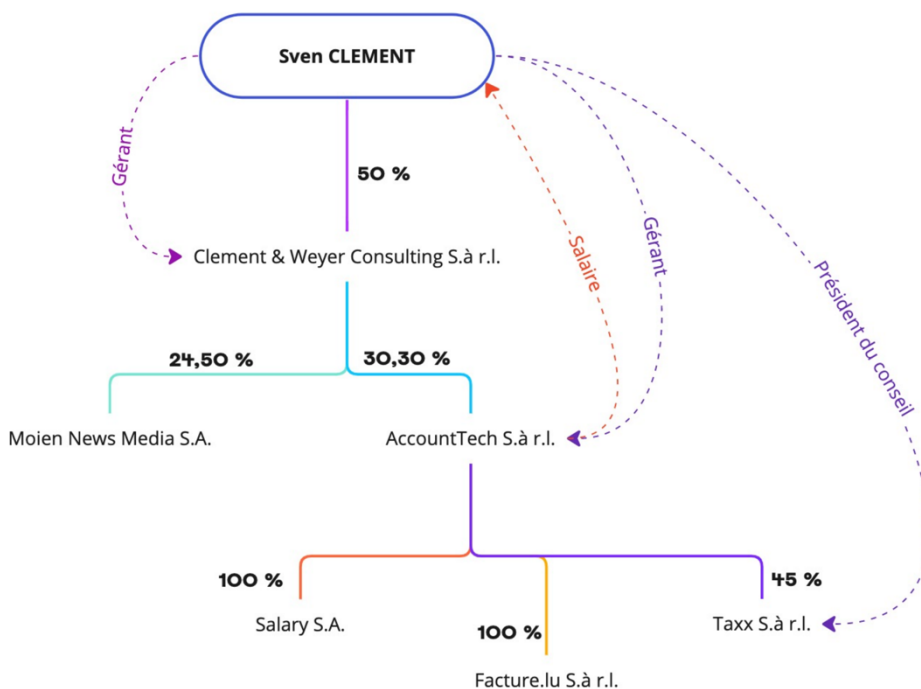 Sven CLEMENT
Gérant
50 %
Salaire
Gérant
Président du conseil
Clement & Weyer Consulting S.à r.l.
24,50 %
30,30 %
Moien News Media S.A.
AccountTech S.à r.l.
100 %
45 %
Salary S.A.
100 %
Taxx S.à r.l.
Facture.lu S.à r.l.